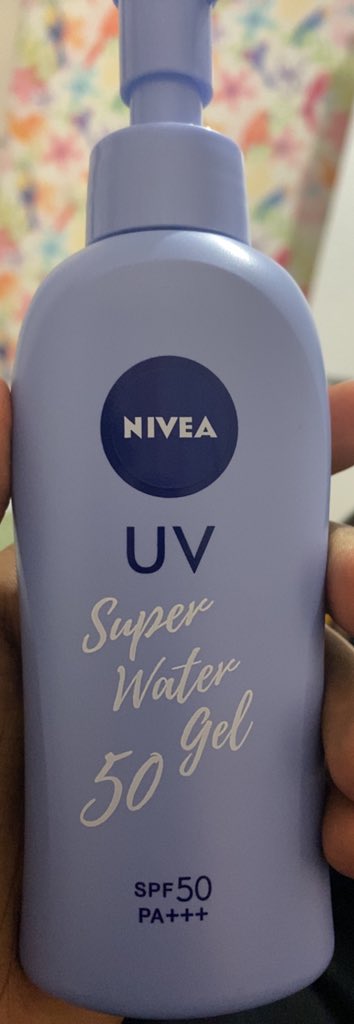 NIVEA
UV
Super
Water
Gel
50
SPF50
PA+++